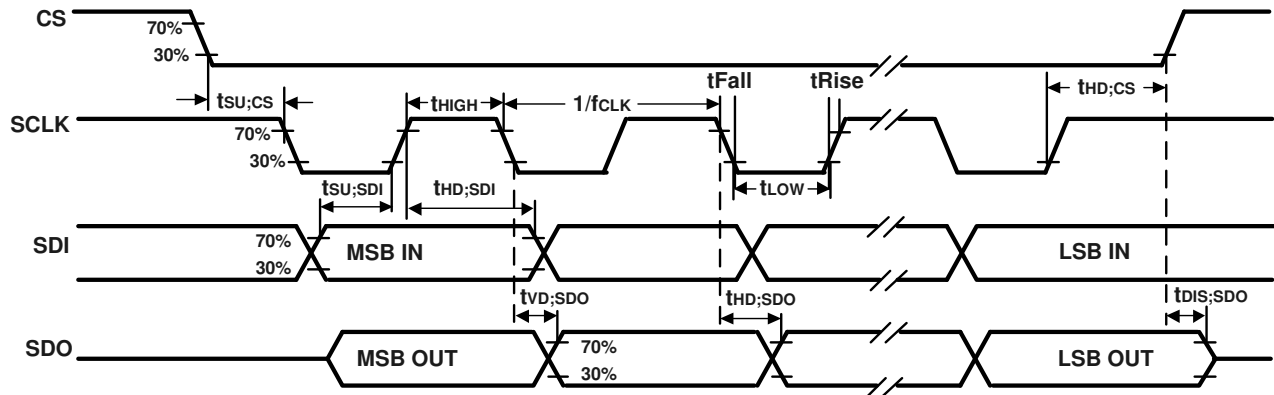 CS
70%
30%
tFall
tRise
tSU;CS
tHIGH
1/fCLK
tHD;CS
SCLK
70%
30%
tSU;SDI
tHD;SDI
tLOW
SDI
70%
30%
MSB IN
LSB IN
tVD;SDO
tHD;SDO
tDIS;SDO
SDO
MSB OUT
70%
30%
LSB OUT